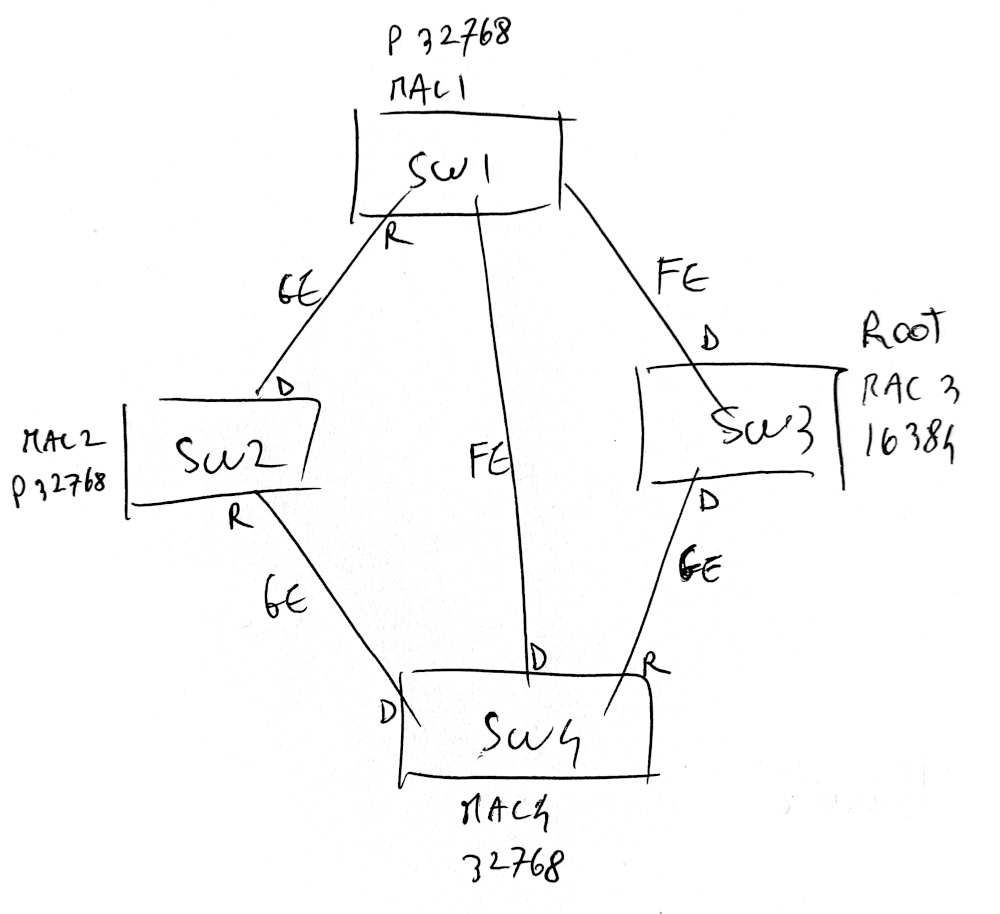 P 32768
MAC1
SW1
R
GE
FE
D
Root
MAC 3
16384
D
MAC2
P 32768
SW2
FE
SW3
R
D
GE
GE
D
R
D
SW4
MAC4
32768